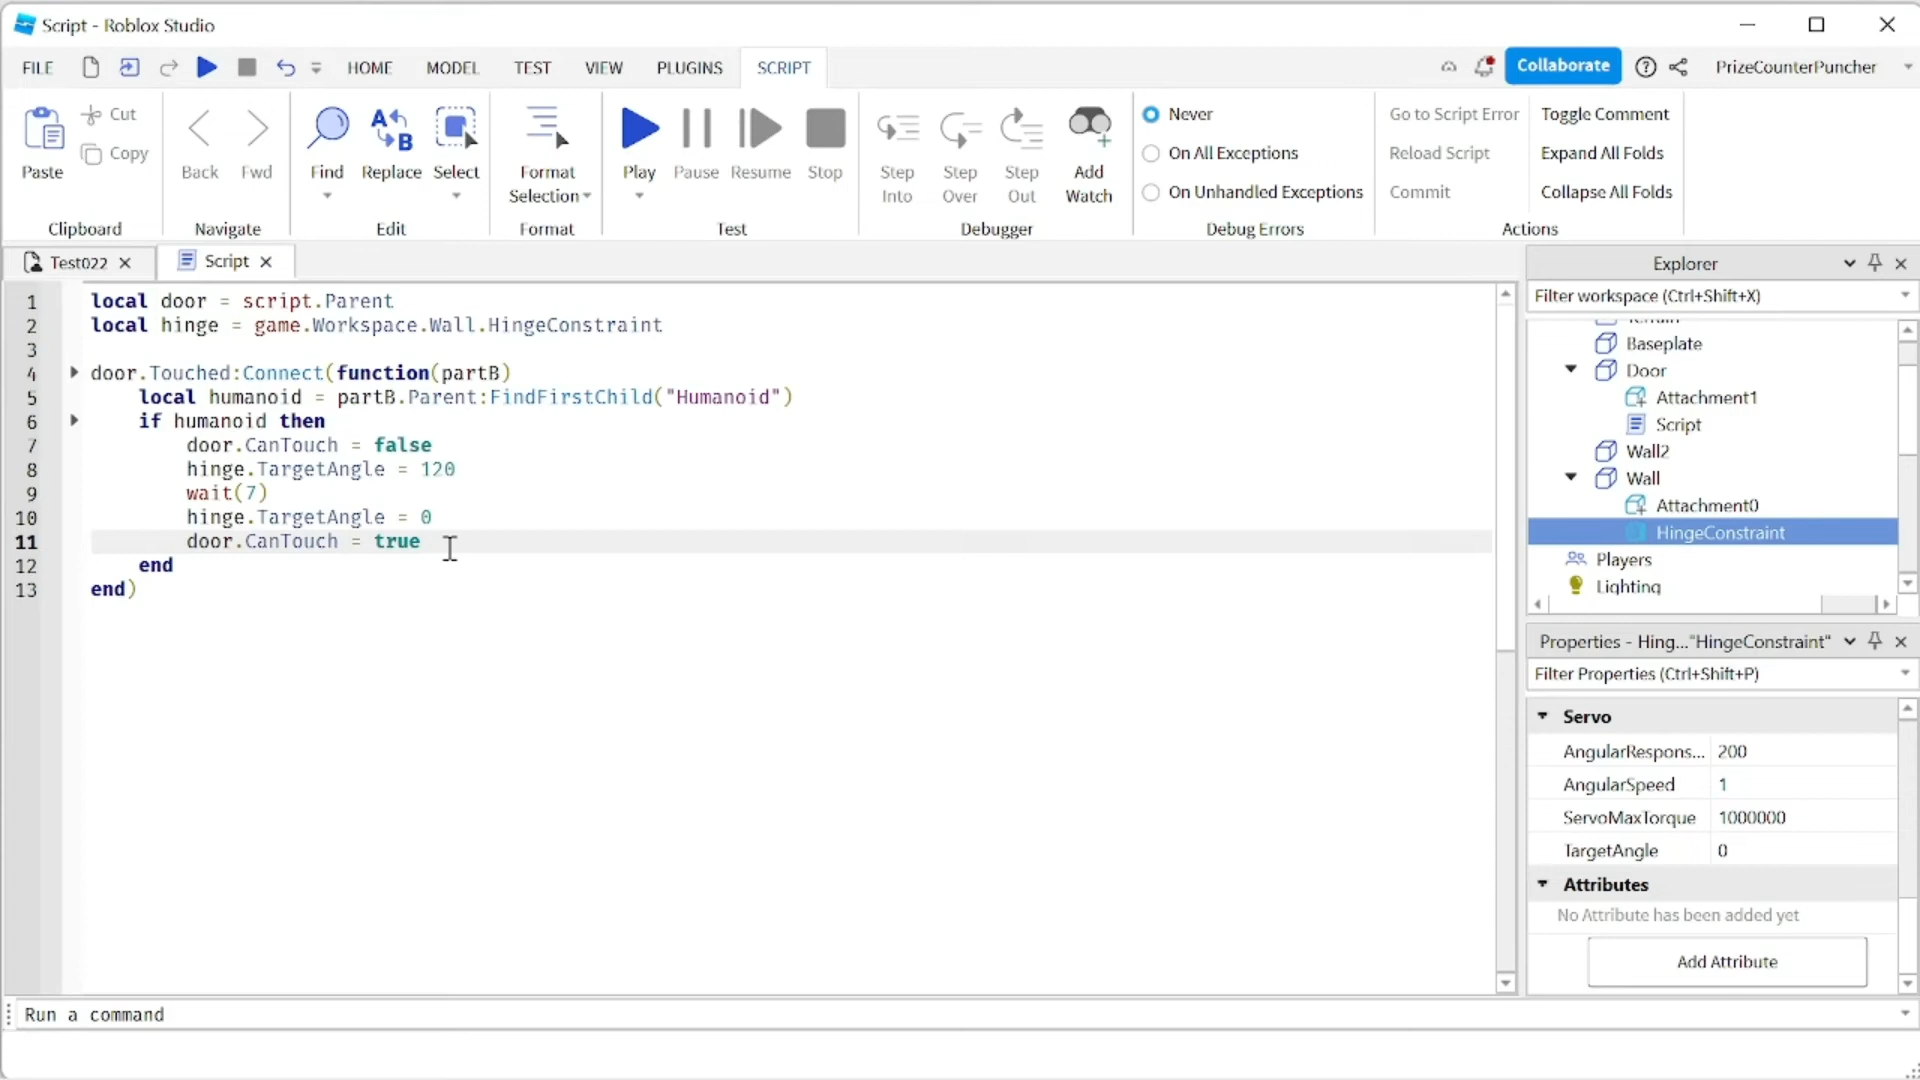 Script - Roblox Studio
FILE HOME MODEL TEST VIEW PLUGINS SCRIPT Collaborate PrizeCounterPuncher
Paste Cut Copy
Clipboard
Back Fwd
Navigate
Find Replace Select
Edit
Format Selection
Format
Play Pause Resume Stop
Test
Step Into Step Over Step Out Add Watch
Debugger
Never
On All Exceptions
On Unhandled Exceptions
Debug Errors
Go to Script Error Toggle Comment
Reload Script Expand All Folds
Commit Collapse All Folds
Actions
Test022 Script
1 local door = script.Parent
2 local hinge = game.Workspace.Wall.HingeConstraint
3
4 door.Touched:Connect(function(partB)
5 local humanoid = partB.Parent:FindFirstChild("Humanoid")
6 if humanoid then
7 door.CanTouch = false
8 hinge.TargetAngle = 120
9 wait(7)
10 hinge.TargetAngle = 0
11 door.CanTouch = true
12 end
13 end)
Explorer
Filter workspace (Ctrl+Shift+X)
Baseplate
Door
Attachment1
Script
Wall2
Wall
Attachment0
HingeConstraint
Players
Lighting
Properties - Hing..."HingeConstraint"
Filter Properties (Ctrl+Shift+P)
Servo
AngularRespons... 200
AngularSpeed 1
ServoMaxTorque 1000000
TargetAngle 0
Attributes
No Attribute has been added yet
Add Attribute
Run a command